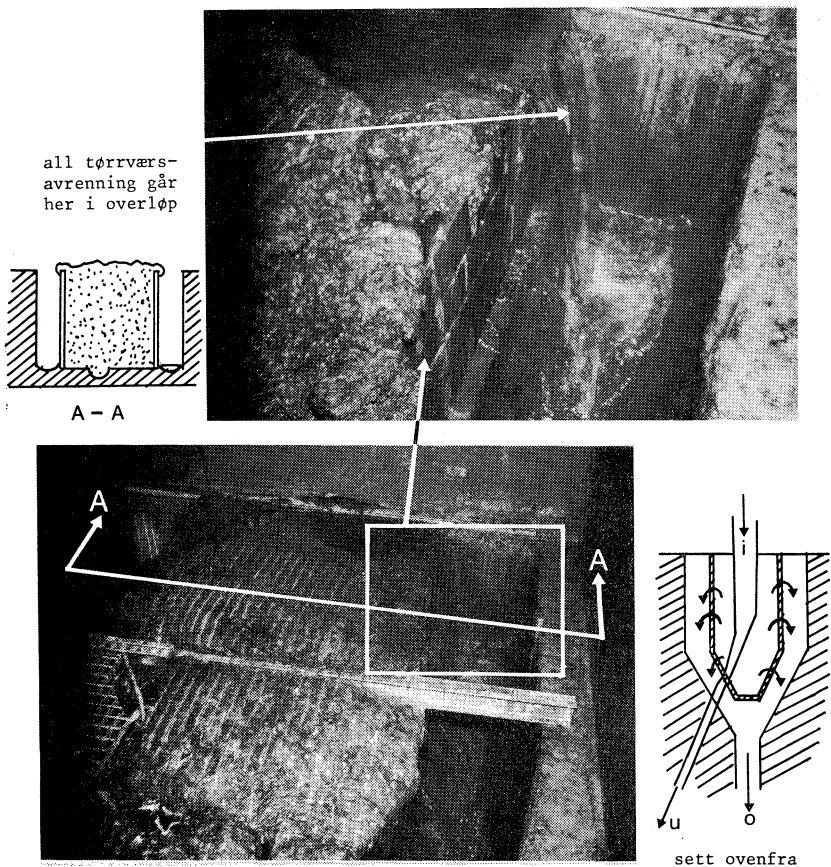 all tørrværs-
avrenning går
her i overløp
A - A
A
A
i
u
o
sett ovenfra